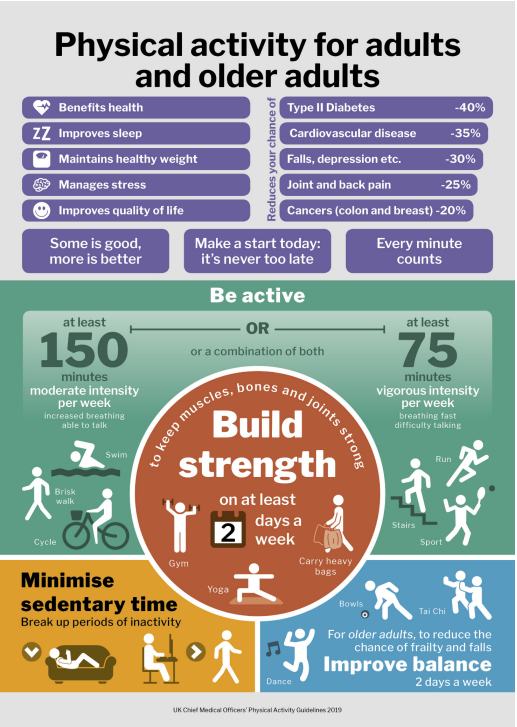 Physical activity for adults
and older adults
Benefits health
ZZ Improves sleep
Maintains healthy weight
Manages stress
Improves quality of life
Reduces your chance of
Type II Diabetes -40%
Cardiovascular disease -35%
Falls, depression etc. -30%
Joint and back pain -25%
Cancers (colon and breast) -20%
Some is good,
more is better
Make a start today:
it's never too late
Every minute
counts
Be active
at least
150
minutes
moderate intensity
per week
increased breathing
able to talk
OR
or a combination of both
at least
75
minutes
vigorous intensity
per week
breathing fast
difficulty talking
Swim
Brisk
walk
Cycle
to keep muscles, bones and joints strong
Build
strength
on at least
2
days a
week
Gym
Yoga
Carry heavy
bags
Run
Stairs
Sport
Minimise
sedentary time
Break up periods of inactivity
Bowls
Tai Chi
Dance
For older adults, to reduce the
chance of frailty and falls
Improve balance
2 days a week
UK Chief Medical Officers' Physical Activity Guidelines 2019